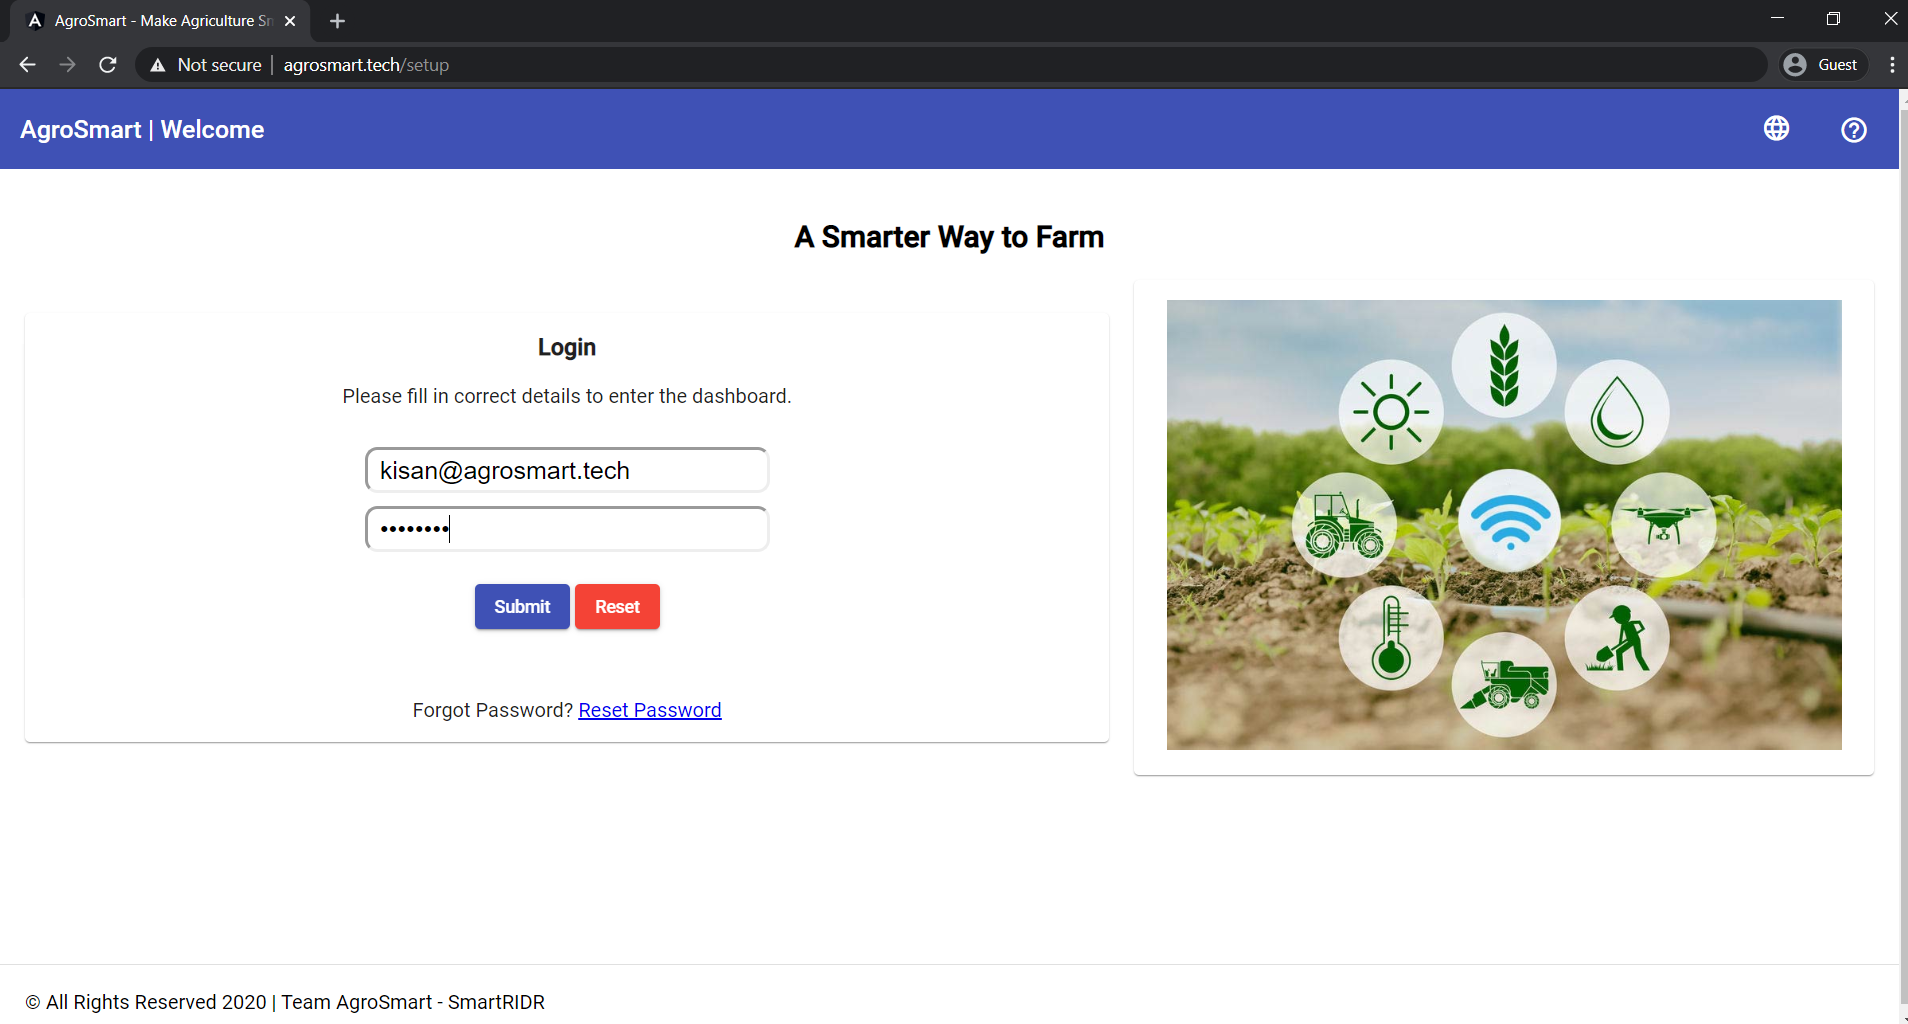 AgroSmart - Make Agriculture Sm
Not secure | agrosmart.tech/setup
Guest
AgroSmart | Welcome
A Smarter Way to Farm
Login
Please fill in correct details to enter the dashboard.
kisan@agrosmart.tech
••••••••
Submit Reset
Forgot Password? Reset Password
© All Rights Reserved 2020 | Team AgroSmart - SmartRIDR